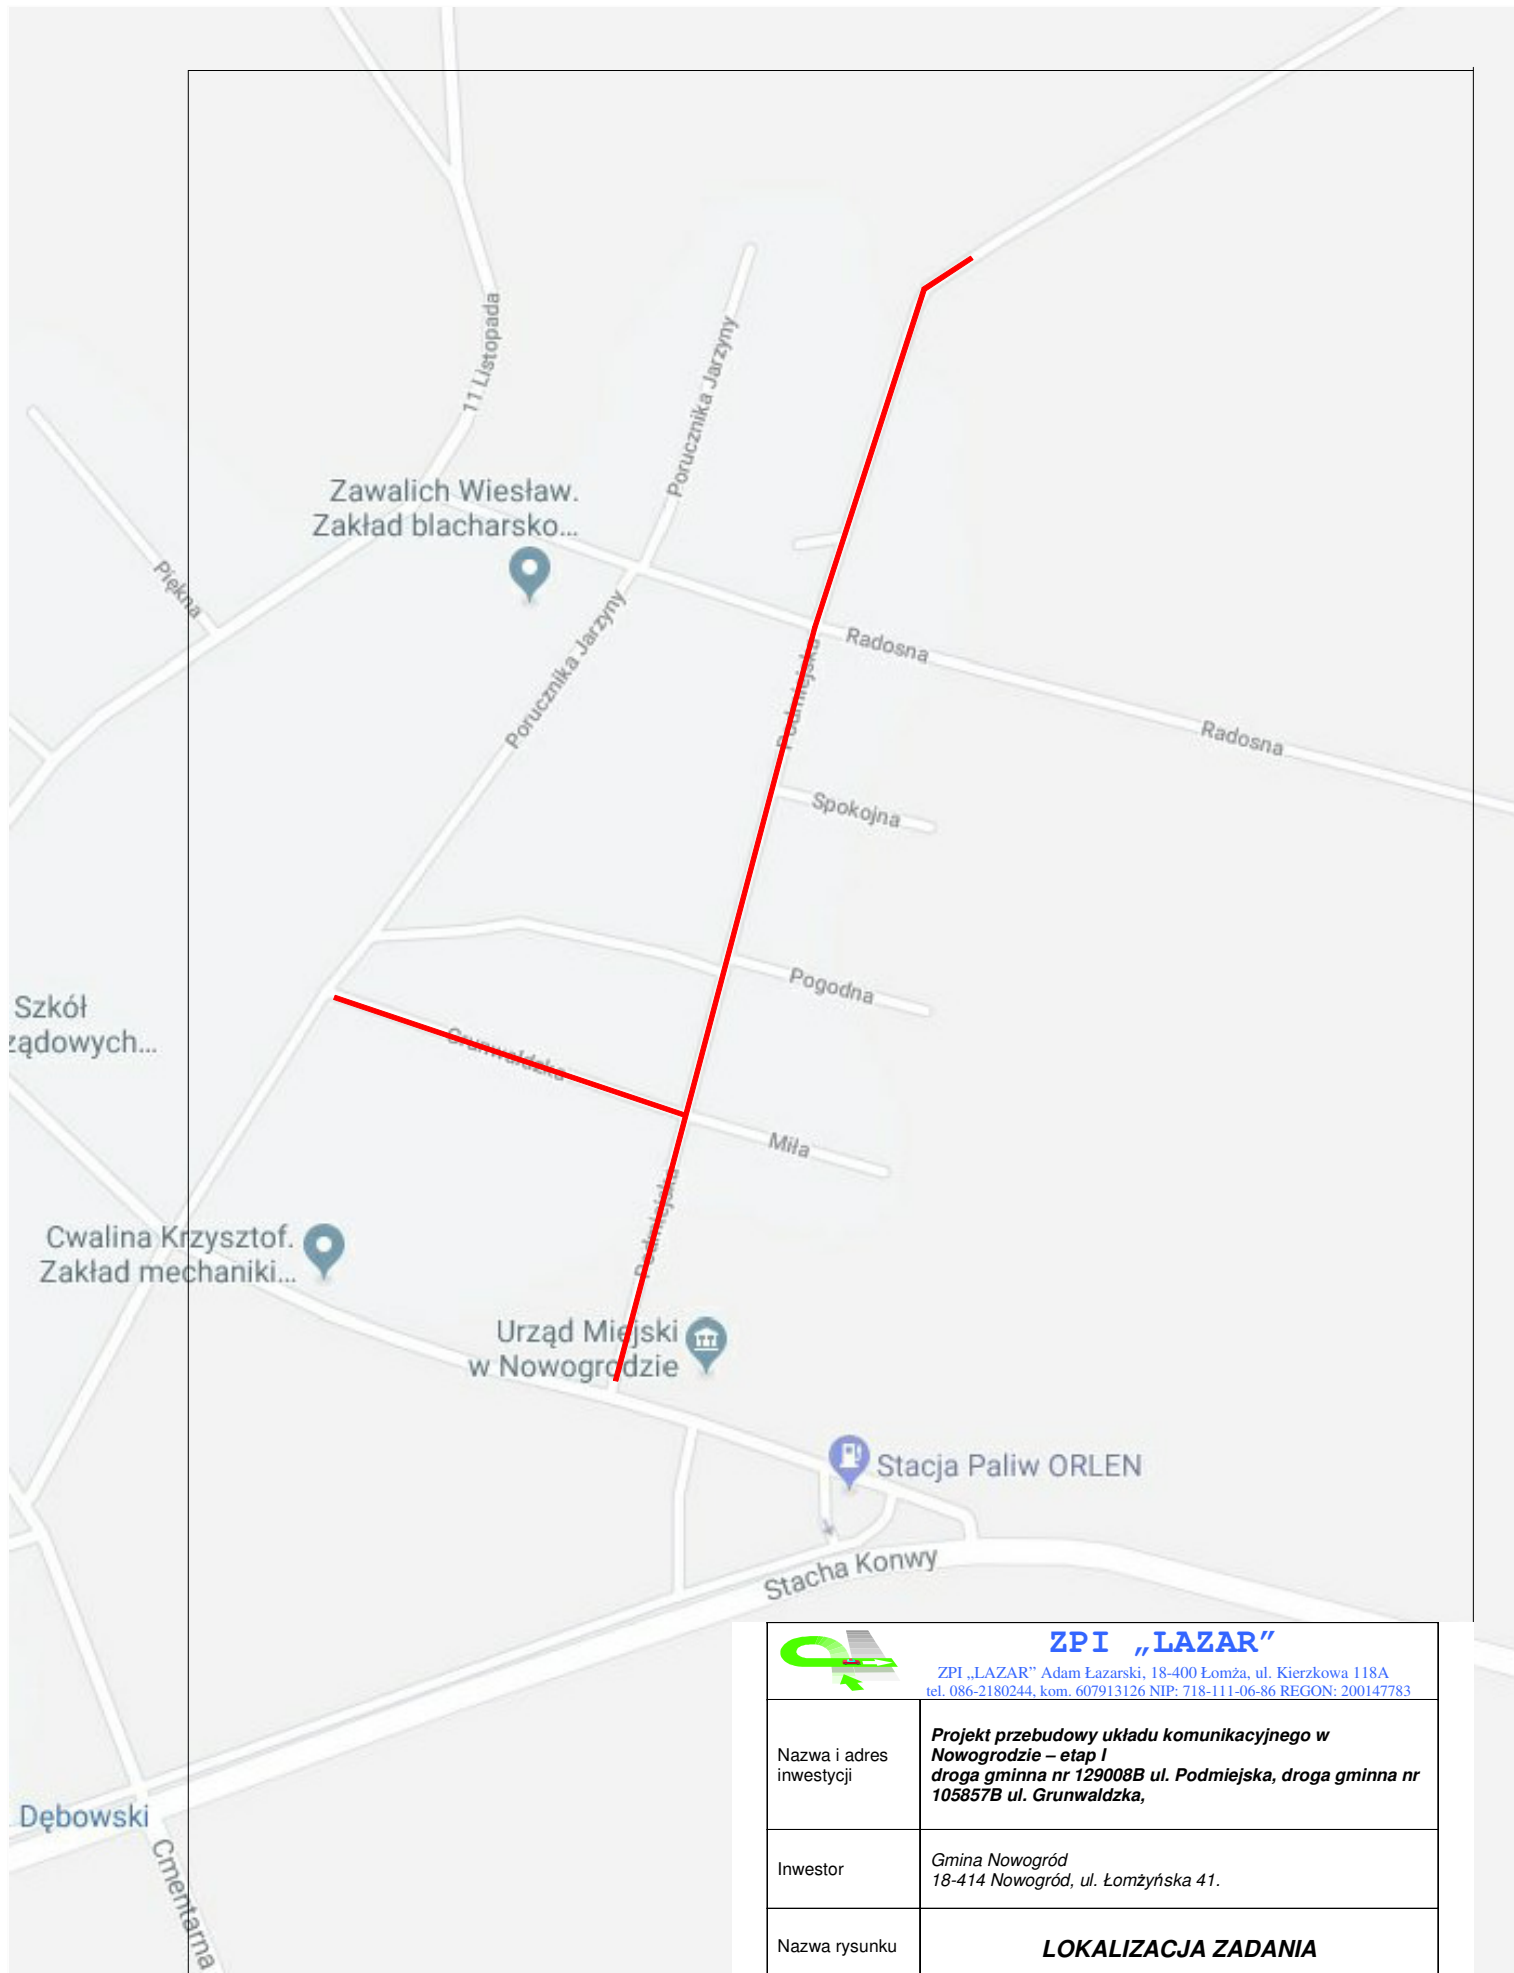 11 Listopada
Porucznika Jarzyny
Zawalich Wiesław.
Zakład blacharsko...
Piękna
Porucznika Jarzyny
Radosna
Podmiejska
Radosna
Spokojna
Pogodna
Szkół
ządowych...
Grunwaldzka
Miła
Podmiejska
Cwalina Krzysztof.
Zakład mechaniki...
Urząd Miejski
w Nowogrodzie
Stacja Paliw ORLEN
Stacha Konwy
Dębowski
Cmentarna
ZPI „LAZAR”
ZPI „LAZAR” Adam Łazarski, 18-400 Łomża, ul. Kierzkowa 118A
tel. 086-2180244, kom. 607913126 NIP: 718-111-06-86 REGON: 200147783
Nazwa i adres
inwestycji
Projekt przebudowy układu komunikacyjnego w
Nowogrodzie – etap I
droga gminna nr 129008B ul. Podmiejska, droga gminna nr
105857B ul. Grunwaldzka,
Inwestor
Gmina Nowogród
18-414 Nowogród, ul. Łomżyńska 41.
Nazwa rysunku
LOKALIZACJA ZADANIA